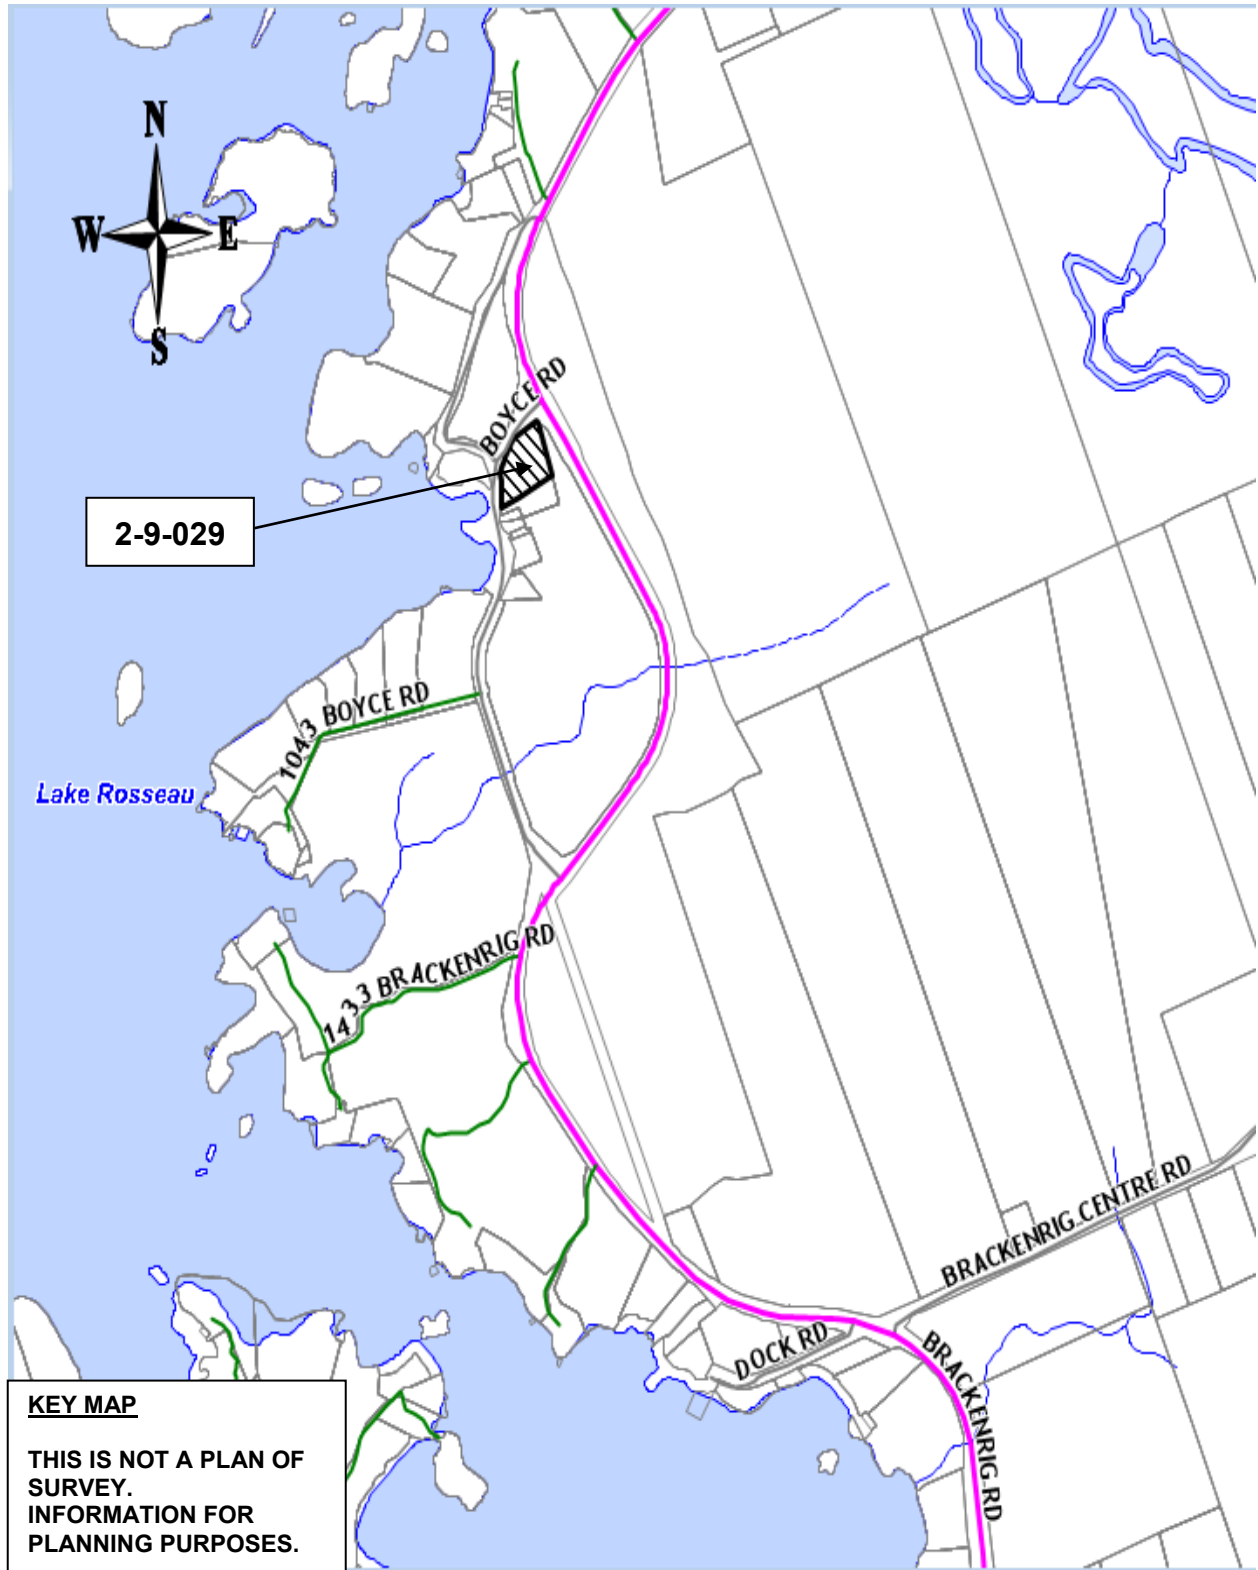 N
W E
S
BOYCE RD
2-9-029
1043 BOYCE RD
Lake Rosseau
1433 BRACKENRIG RD
BRACKENRIG CENTRE RD
DOCK RD
BRACKENRIG RD
KEY MAP
THIS IS NOT A PLAN OF
SURVEY.
INFORMATION FOR
PLANNING PURPOSES.